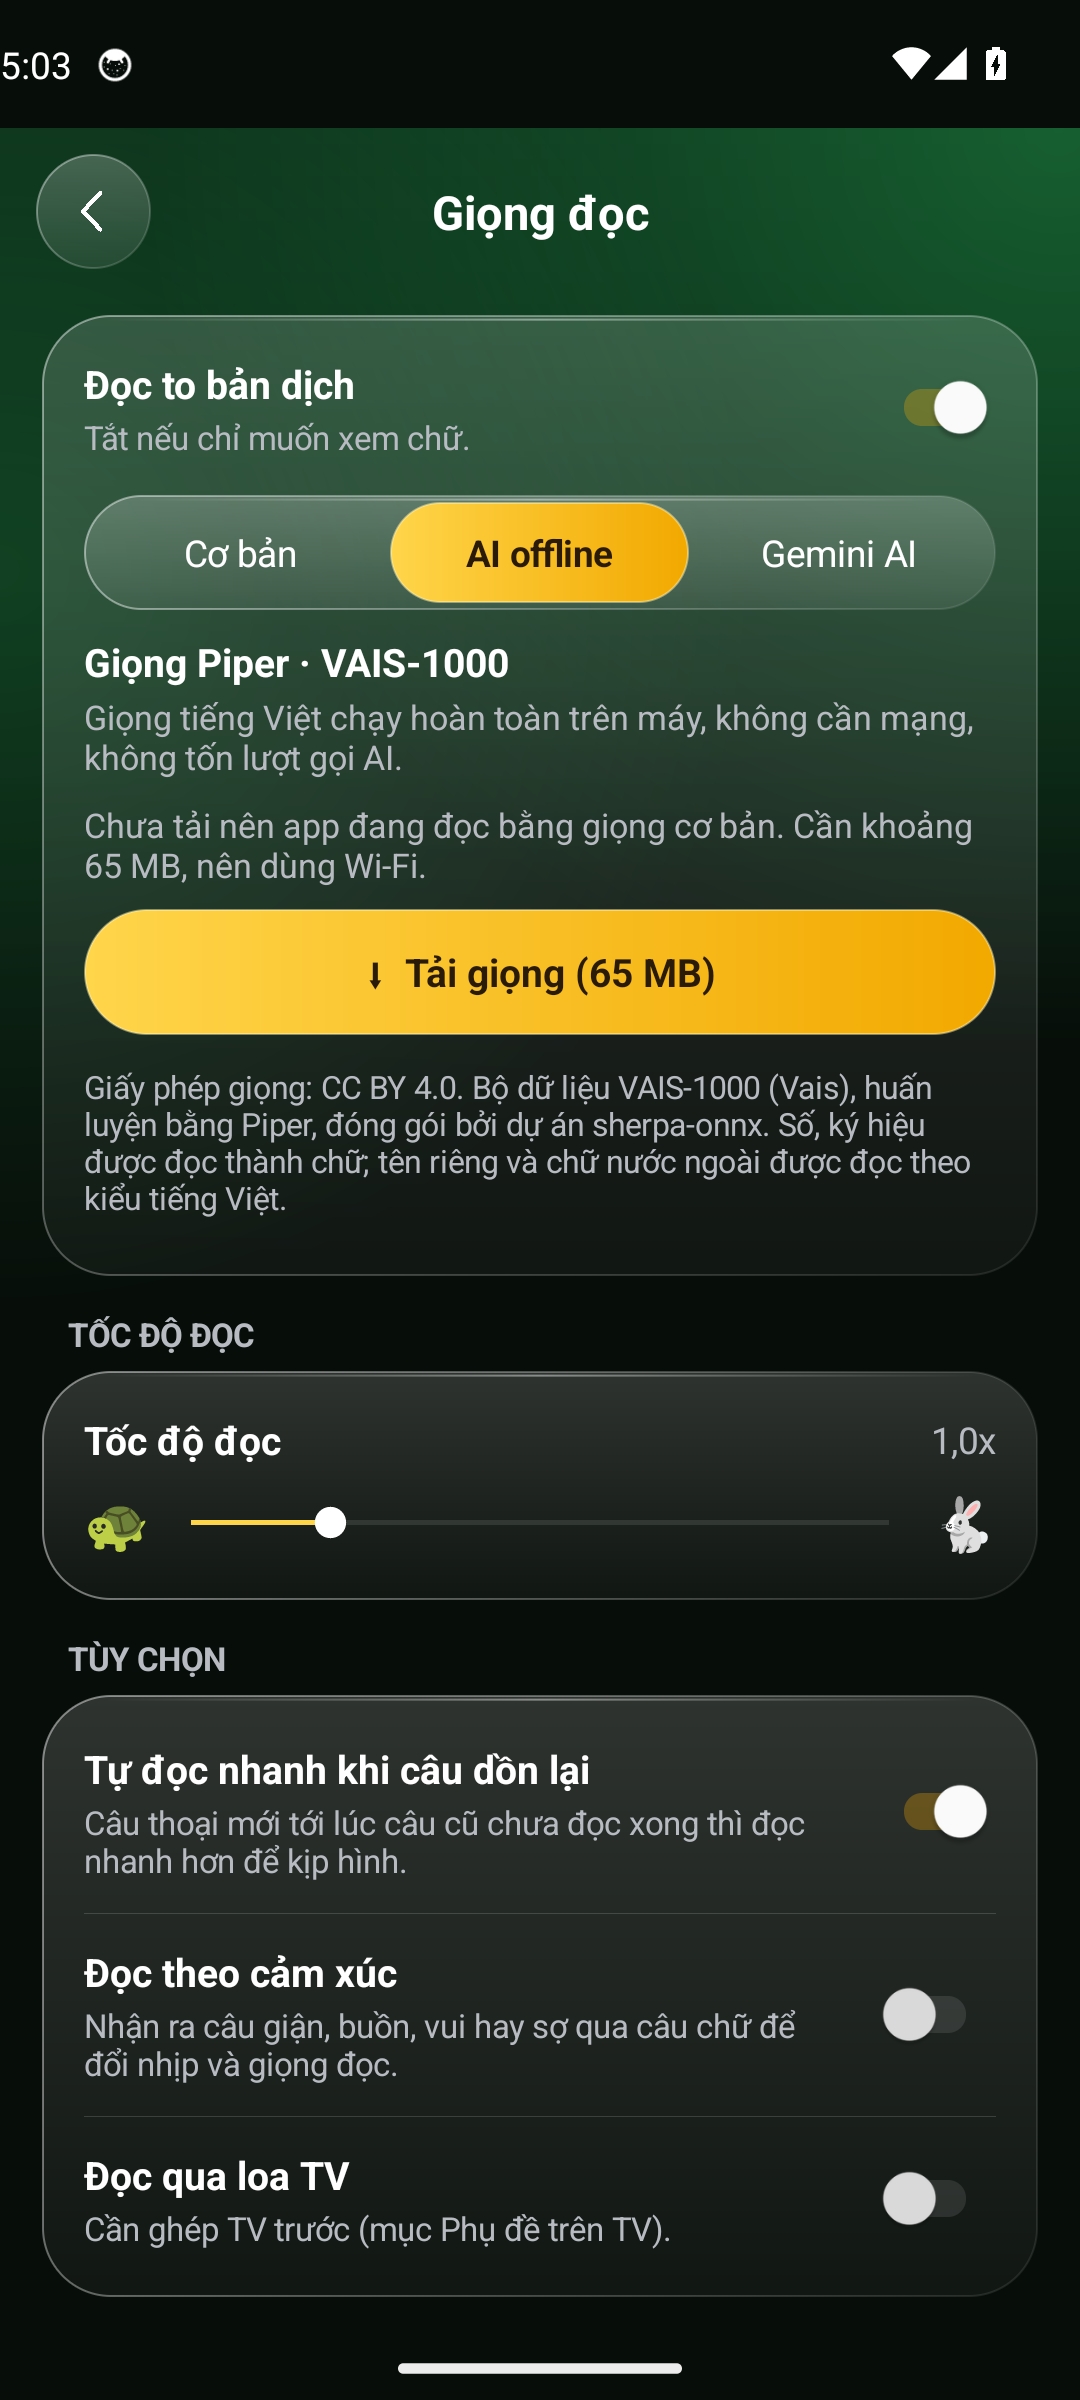 5:03
Giọng đọc
Đọc to bản dịch
Tắt nếu chỉ muốn xem chữ.
Cơ bản
AI offline
Gemini AI
Giọng Piper · VAIS-1000
Giọng tiếng Việt chạy hoàn toàn trên máy, không cần mạng,
không tốn lượt gọi AI.
Chưa tải nên app đang đọc bằng giọng cơ bản. Cần khoảng
65 MB, nên dùng Wi-Fi.
↓ Tải giọng (65 MB)
Giấy phép giọng: CC BY 4.0. Bộ dữ liệu VAIS-1000 (Vais), huấn
luyện bằng Piper, đóng gói bởi dự án sherpa-onnx. Số, ký hiệu
được đọc thành chữ; tên riêng và chữ nước ngoài được đọc theo
kiểu tiếng Việt.
TỐC ĐỘ ĐỌC
Tốc độ đọc
1,0x
TÙY CHỌN
Tự đọc nhanh khi câu dồn lại
Câu thoại mới tới lúc câu cũ chưa đọc xong thì đọc
nhanh hơn để kịp hình.
Đọc theo cảm xúc
Nhận ra câu giận, buồn, vui hay sợ qua câu chữ để
đổi nhịp và giọng đọc.
Đọc qua loa TV
Cần ghép TV trước (mục Phụ đề trên TV).